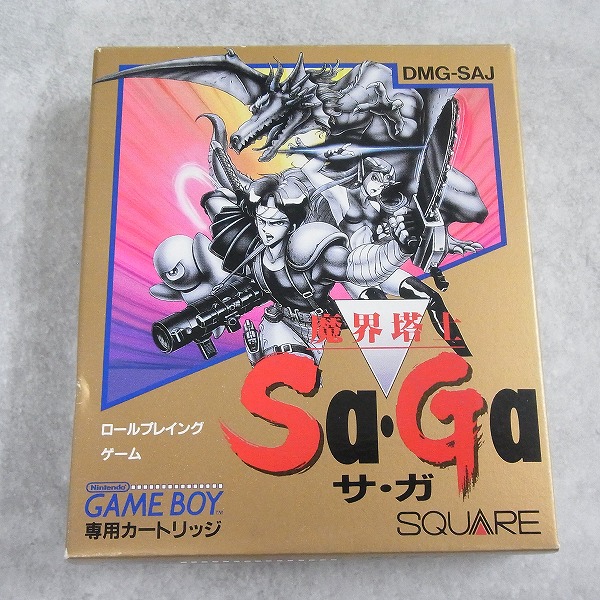 DMG-SAJ
魔界塔士
Sa・Ga
サ・ガ
ロールプレイング
ゲーム
Nintendo
GAME BOY™
専用カートリッジ
SQUARE